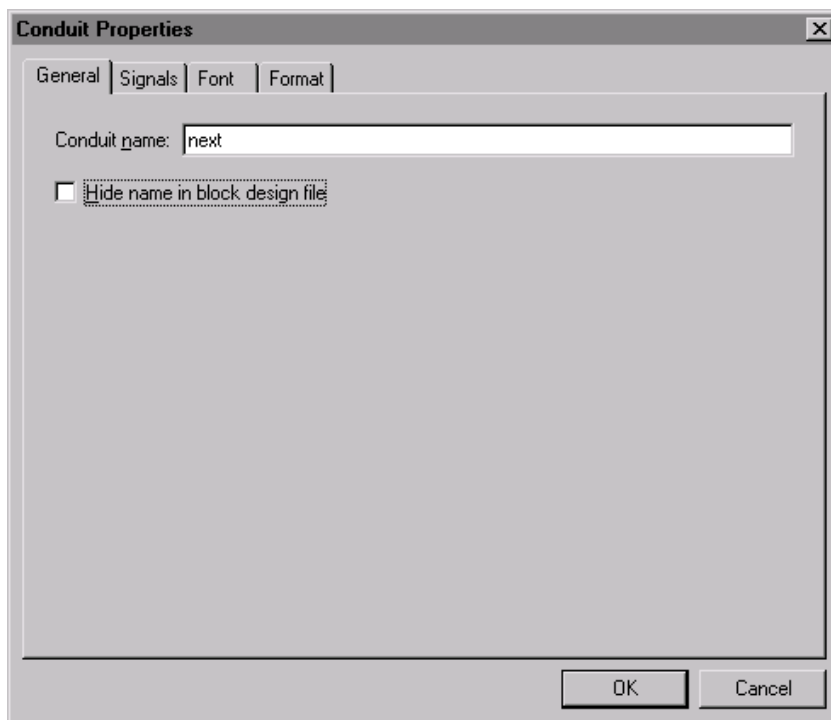 Conduit Properties
General Signals Font Format
Conduit name: next
Hide name in block design file
OK Cancel